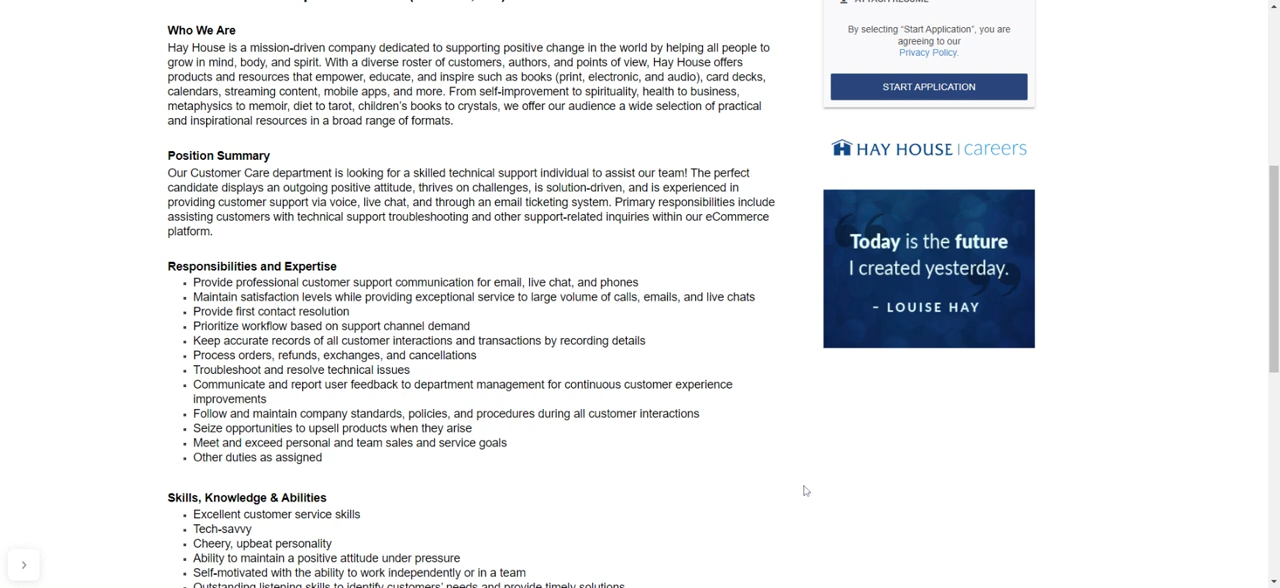 Who We Are
Hay House is a mission-driven company dedicated to supporting positive change in the world by helping all people to
grow in mind, body, and spirit. With a diverse roster of customers, authors, and points of view, Hay House offers
products and resources that empower, educate, and inspire such as books (print, electronic, and audio), card decks,
calendars, streaming content, mobile apps, and more. From self-improvement to spirituality, health to business,
metaphysics to memoir, diet to tarot, children's books to crystals, we offer our audience a wide selection of practical
and inspirational resources in a broad range of formats.
Position Summary
Our Customer Care department is looking for a skilled technical support individual to assist our team! The perfect
candidate displays an outgoing positive attitude, thrives on challenges, is solution-driven, and is experienced in
providing customer support via voice, live chat, and through an email ticketing system. Primary responsibilities include
assisting customers with technical support troubleshooting and other support-related inquiries within our eCommerce
platform.
Responsibilities and Expertise
Provide professional customer support communication for email, live chat, and phones
Maintain satisfaction levels while providing exceptional service to large volume of calls, emails, and live chats
Provide first contact resolution
Prioritize workflow based on support channel demand
Keep accurate records of all customer interactions and transactions by recording details
Process orders, refunds, exchanges, and cancellations
Troubleshoot and resolve technical issues
Communicate and report user feedback to department management for continuous customer experience
improvements
Follow and maintain company standards, policies, and procedures during all customer interactions
Seize opportunities to upsell products when they arise
Meet and exceed personal and team sales and service goals
Other duties as assigned
Skills, Knowledge & Abilities
Excellent customer service skills
Tech-savvy
Cheery, upbeat personality
Ability to maintain a positive attitude under pressure
Self-motivated with the ability to work independently or in a team
Outstanding listening skills to identify customers' needs and provide timely solutions
By selecting "Start Application", you are
agreeing to our
Privacy Policy.
START APPLICATION
HAY HOUSE | careers
Today is the future
I created yesterday.
- LOUISE HAY